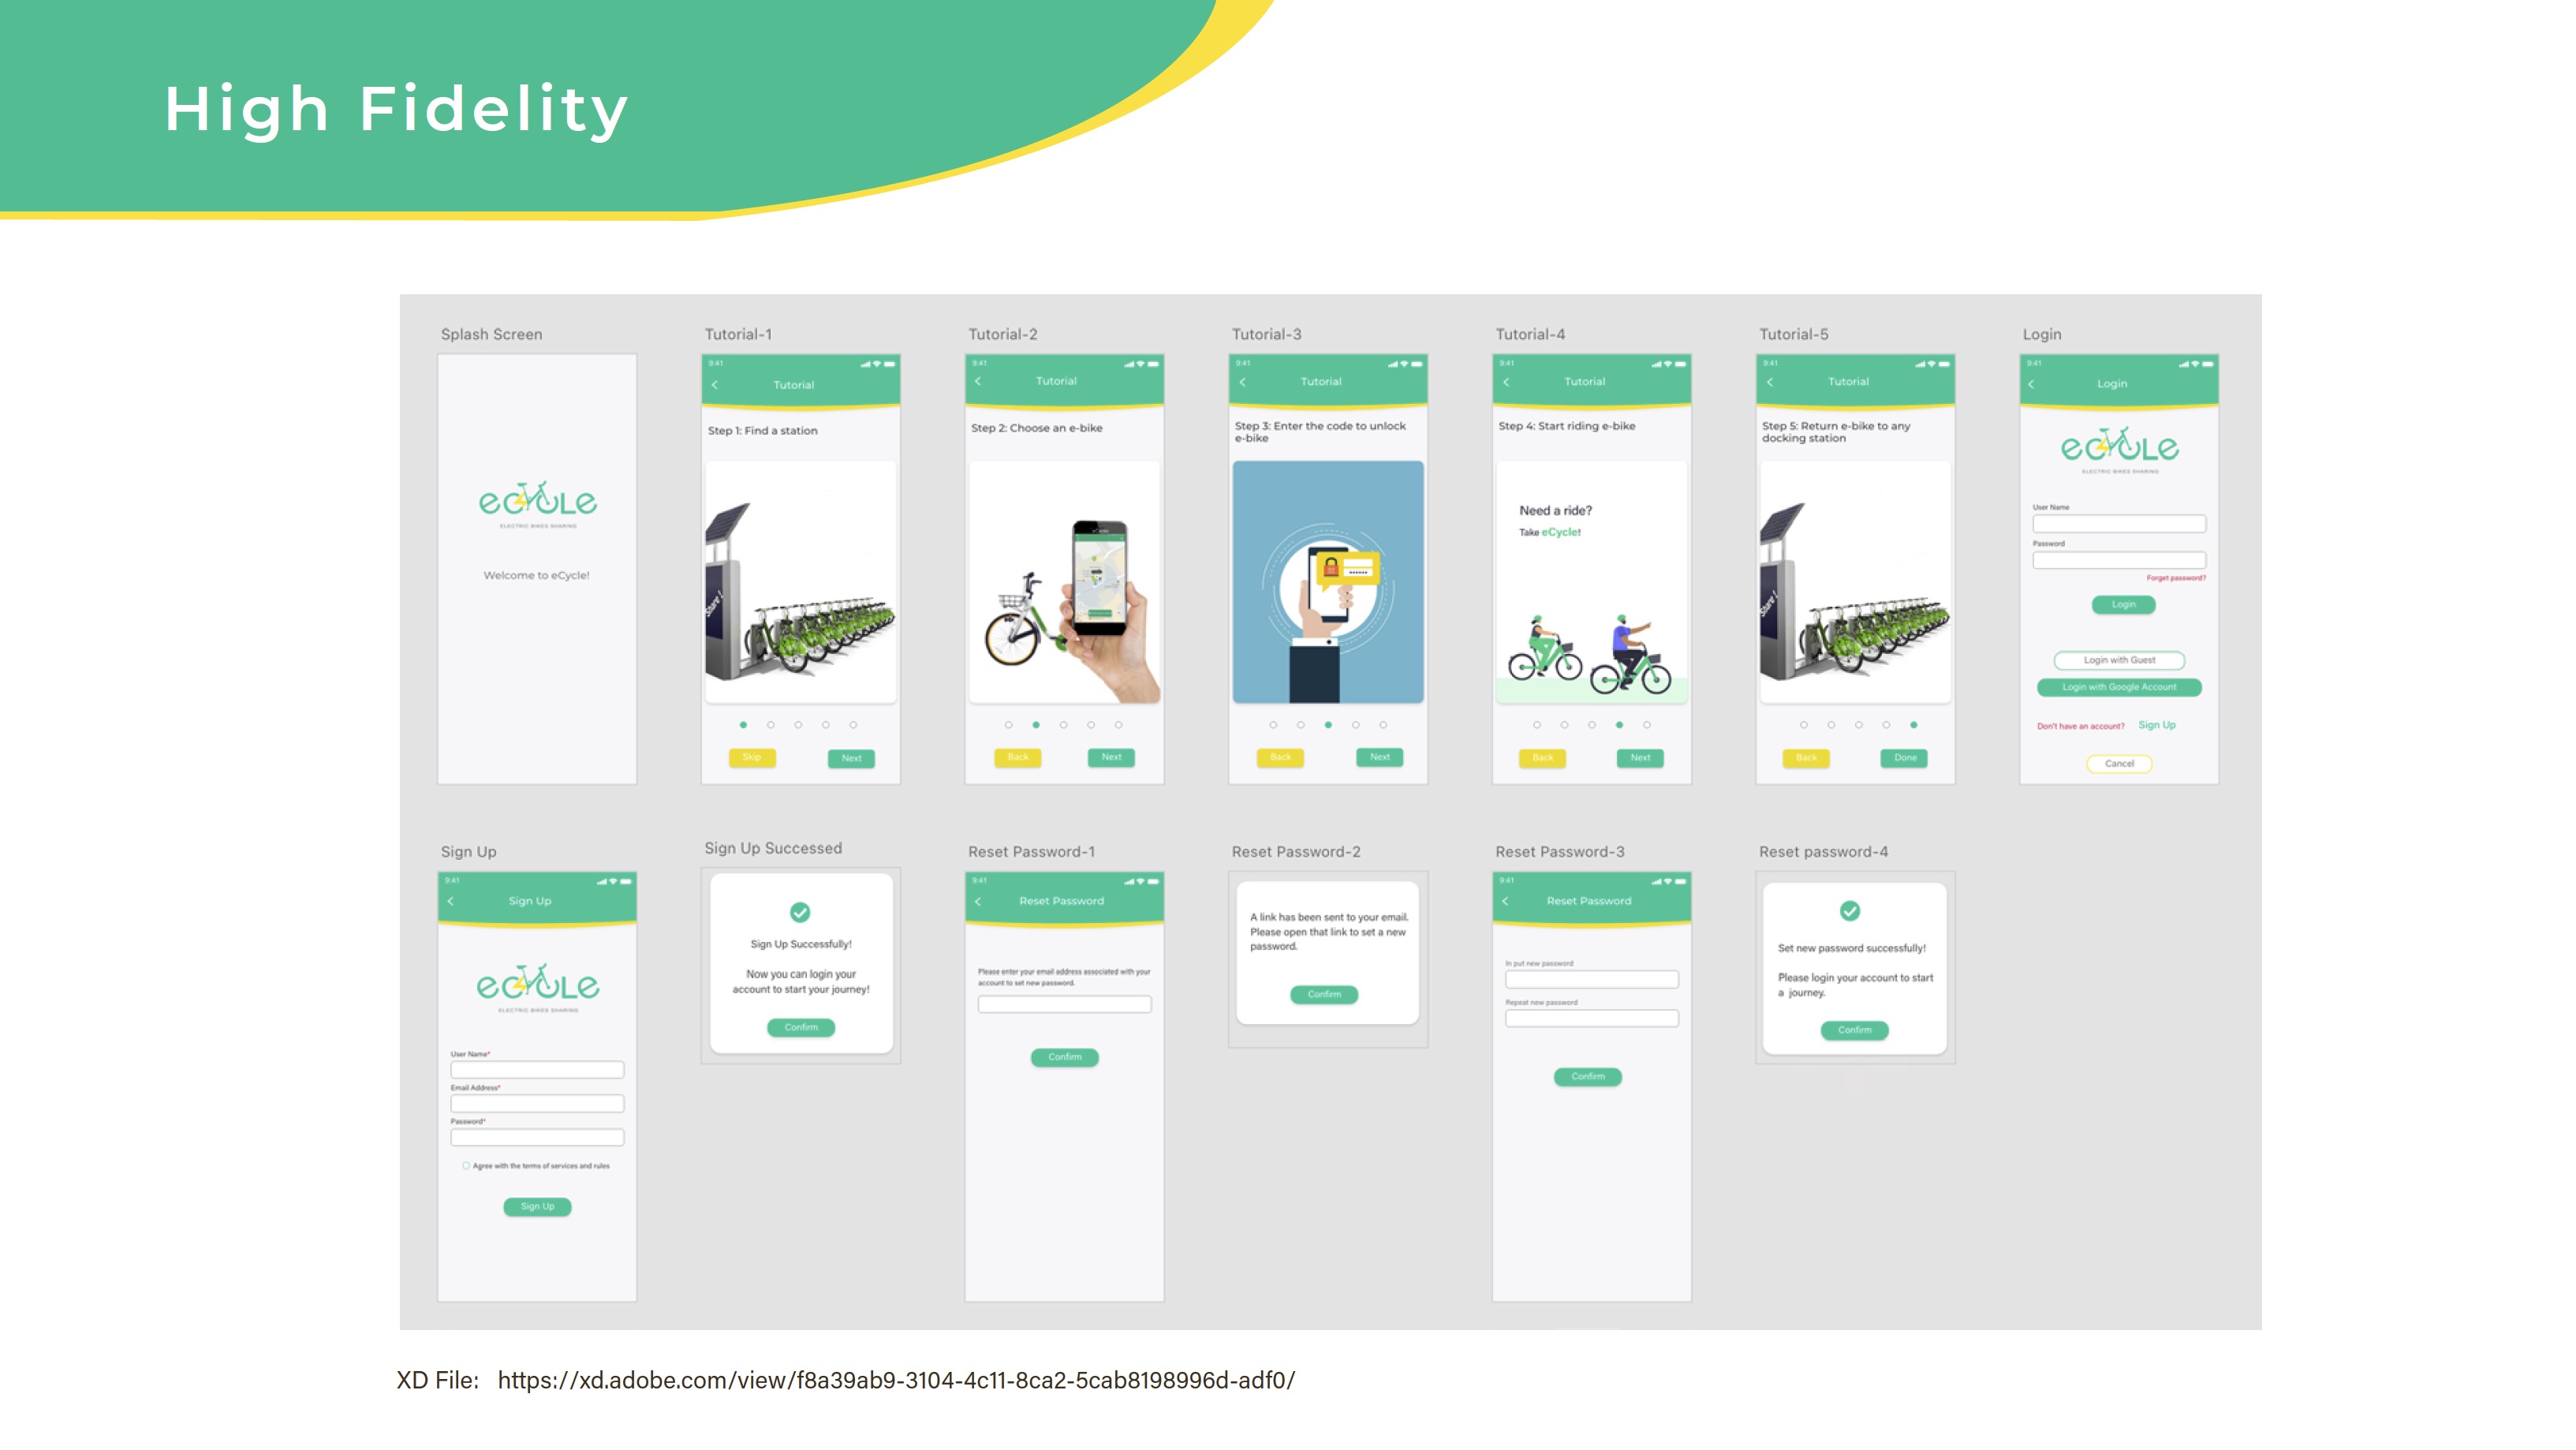 High Fidelity
Splash Screen
eCYCLe
ELECTRIC BIKES SHARING
Welcome to eCycle!
Tutorial-1
9:41
Tutorial
Step 1: Find a station
Share !
Skip
Next
Tutorial-2
9:41
Tutorial
Step 2: Choose an e-bike
Back
Next
Tutorial-3
9:41
Tutorial
Step 3: Enter the code to unlock
e-bike
Back
Next
Tutorial-4
9:41
Tutorial
Step 4: Start riding e-bike
Need a ride?
Take eCycle!
Back
Next
Tutorial-5
9:41
Tutorial
Step 5: Return e-bike to any
docking station
Share !
Back
Done
Login
9:41
Login
eCYCLe
ELECTRIC BIKES SHARING
User Name
Password
Forget password?
Login
Login with Guest
Login with Google Account
Don't have an account? Sign Up
Cancel
Sign Up
9:41
Sign Up
eCYCLe
ELECTRIC BIKES SHARING
User Name*
Email Address*
Password*
Agree with the terms of services and rules
Sign Up
Sign Up Successed
Sign Up Successfully!
Now you can login your
account to start your journey!
Confirm
Reset Password-1
9:41
Reset Password
Please enter your email address associated with your
account to set new password.
Confirm
Reset Password-2
A link has been sent to your email.
Please open that link to set a new
password.
Confirm
Reset Password-3
9:41
Reset Password
In put new password
Repeat new password
Confirm
Reset password-4
Set new password successfully!
Please login your account to start
a journey.
Confirm
XD File: https://xd.adobe.com/view/f8a39ab9-3104-4c11-8ca2-5cab8198996d-adf0/